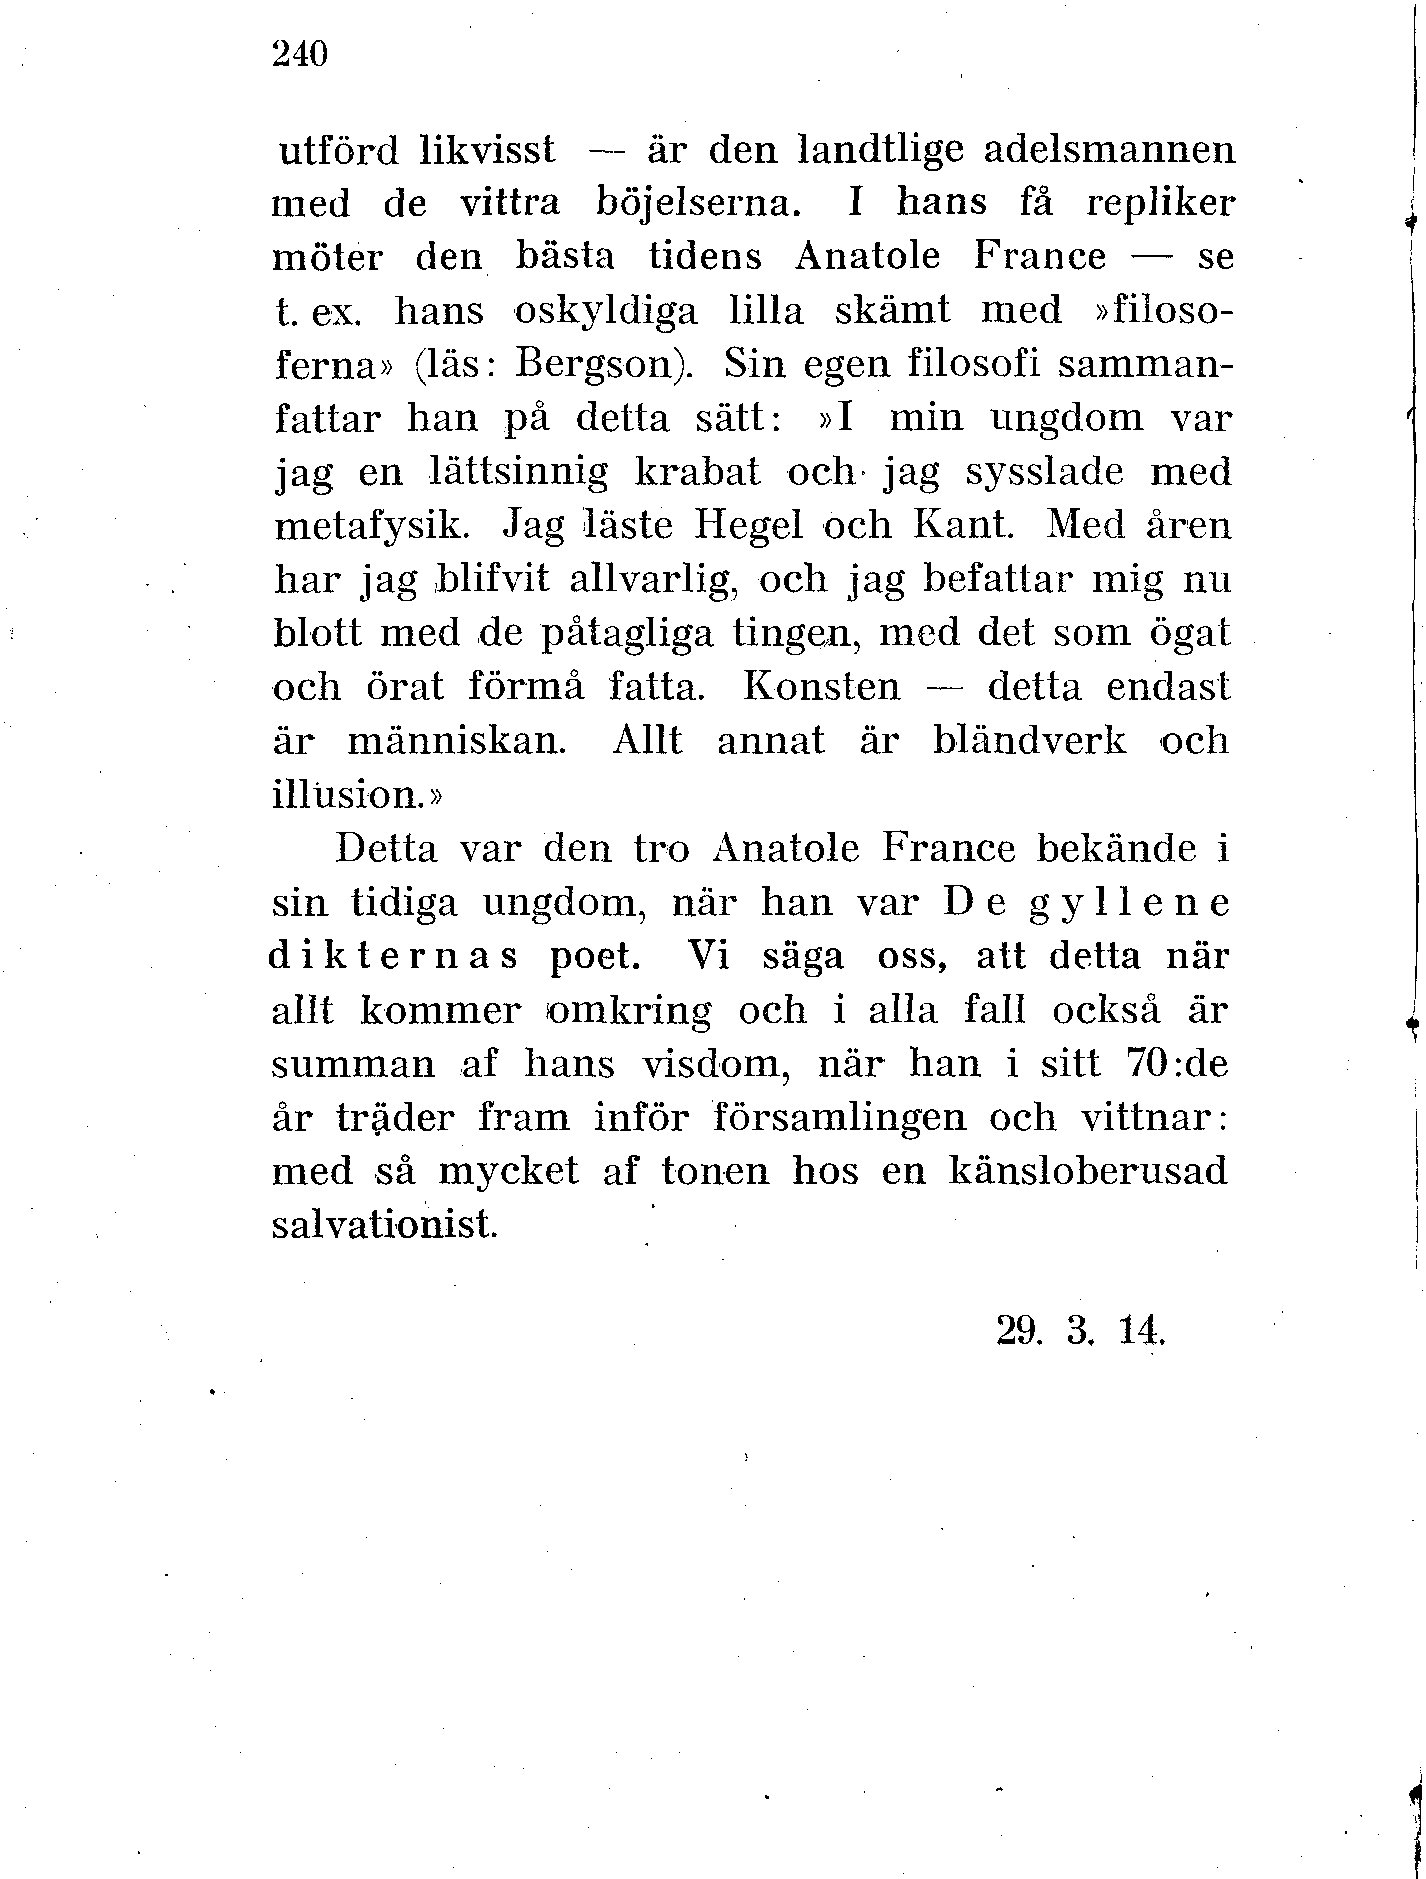 240
utförd likvisst — är den landtlige adelsmannen
med de vittra böjelserna. I hans få repliker
möter den bästa tidens Anatole France — se
t. ex. hans oskyldiga lilla skämt med »filoso-
ferna» (läs: Bergson). Sin egen filosofi samman-
fattar han på detta sätt: »I min ungdom var
jag en lättsinnig krabat och jag sysslade med
metafysik. Jag läste Hegel och Kant. Med åren
har jag blifvit allvarlig, och jag befattar mig nu
blott med de påtagliga tingen, med det som ögat
och örat förmå fatta. Konsten — detta endast
är människan. Allt annat är bländverk och
illusion.»
Detta var den tro Anatole France bekände i
sin tidiga ungdom, när han var De gyllene
dikternas poet. Vi säga oss, att detta när
allt kommer omkring och i alla fall också är
summan af hans visdom, när han i sitt 70:de
år träder fram inför församlingen och vittnar:
med så mycket af tonen hos en känsloberusad
salvationist.
29. 3. 14.